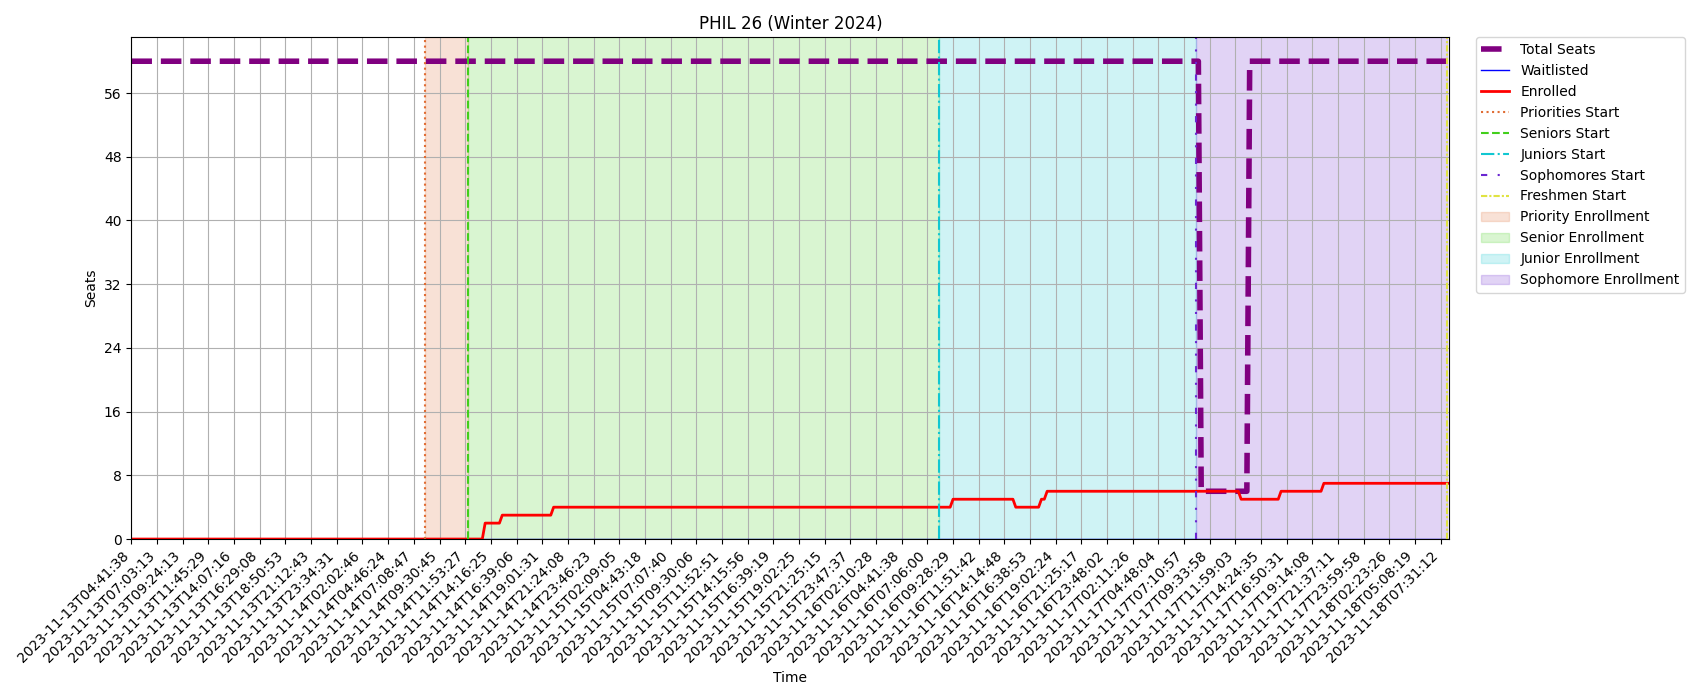 PHIL 26 (Winter 2024)
Total Seats
Waitlisted
Enrolled
Priorities Start
Seniors Start
Juniors Start
Sophomores Start
Freshmen Start
Priority Enrollment
Senior Enrollment
Junior Enrollment
Sophomore Enrollment
Seats
56
48
40
32
24
16
8
0
2023-11-13T04:41:38
2023-11-13T07:03:13
2023-11-13T09:24:13
2023-11-13T11:45:29
2023-11-13T14:07:16
2023-11-13T16:29:08
2023-11-13T18:50:53
2023-11-13T21:12:43
2023-11-13T23:34:31
2023-11-14T02:02:46
2023-11-14T04:46:24
2023-11-14T07:08:47
2023-11-14T09:30:45
2023-11-14T11:53:27
2023-11-14T14:16:25
2023-11-14T16:39:06
2023-11-14T19:01:31
2023-11-14T21:24:08
2023-11-14T23:46:23
2023-11-15T02:09:05
2023-11-15T04:43:18
2023-11-15T07:07:40
2023-11-15T09:30:06
2023-11-15T11:52:51
2023-11-15T14:15:56
2023-11-15T16:39:19
2023-11-15T19:02:25
2023-11-15T21:25:15
2023-11-15T23:47:37
2023-11-16T02:10:28
2023-11-16T04:41:38
2023-11-16T07:06:00
2023-11-16T09:28:29
2023-11-16T11:51:42
2023-11-16T14:14:48
2023-11-16T16:38:53
2023-11-16T19:02:24
2023-11-16T21:25:17
2023-11-16T23:48:02
2023-11-17T02:11:26
2023-11-17T04:48:04
2023-11-17T07:10:57
2023-11-17T09:33:58
2023-11-17T11:59:03
2023-11-17T14:24:35
2023-11-17T16:50:31
2023-11-17T19:14:08
2023-11-17T21:37:11
2023-11-17T23:59:58
2023-11-18T02:23:26
2023-11-18T05:08:19
2023-11-18T07:31:12
Time